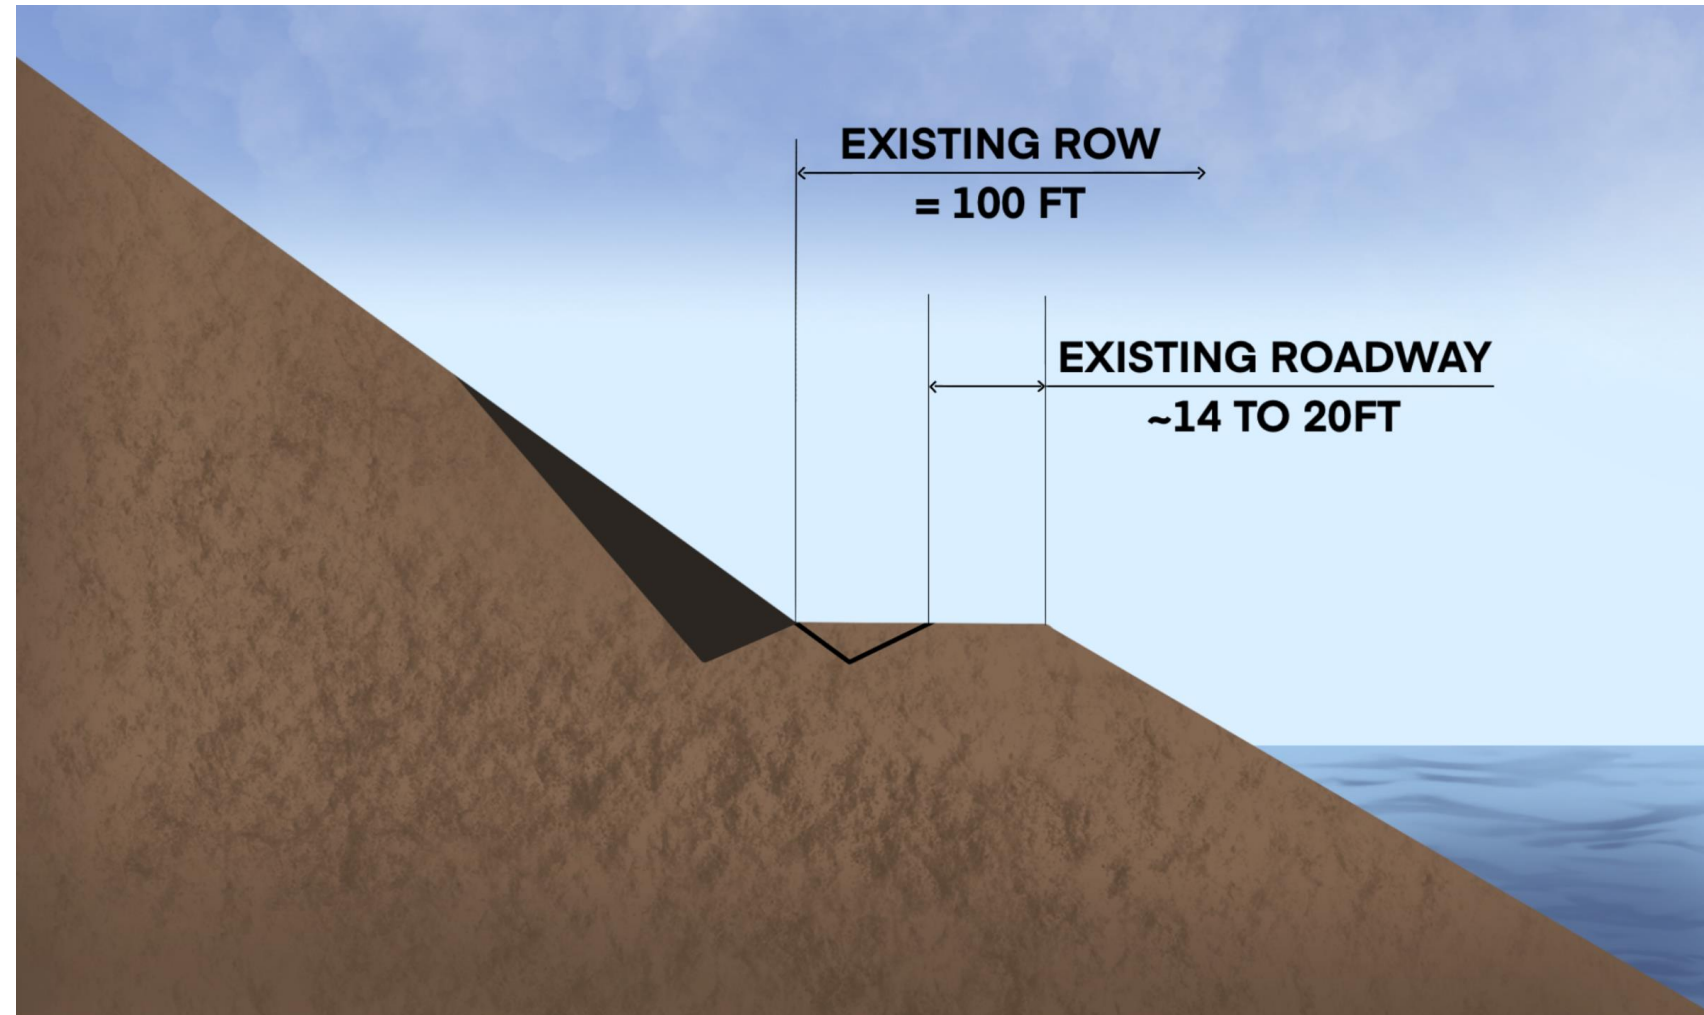 EXISTING ROW
= 100 FT
EXISTING ROADWAY
~14 TO 20FT